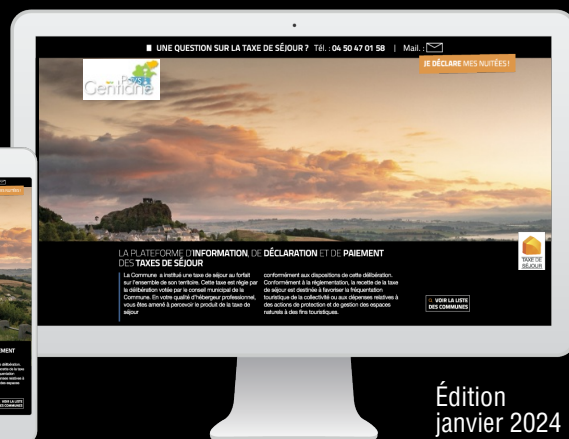 UNE QUESTION SUR LA TAXE DE SÉJOUR ? Tél. : 04 50 47 01 58 | Mail. :
JE DÉCLARE MES NUITÉES !
Pays
Gentiane
LA PLATEFORME D'INFORMATION, DE DÉCLARATION ET DE PAIEMENT
DES TAXES DE SÉJOUR
La Commune a institué une taxe de séjour au forfait
sur l'ensemble de son territoire. Cette taxe est régie par
la délibération votée par le conseil municipal de la
Commune. En votre qualité d'hébergeur professionnel,
vous êtes amené à percevoir le produit de la taxe de
séjour
conformément aux dispositions de cette délibération.
Conformément à la règlementation, la recette de la taxe
de séjour est destinée à favoriser la fréquentation
touristique de la collectivité ou aux dépenses relatives à
des actions de protection et de gestion des espaces
naturels à des fins touristiques.
TAXE DE
SÉJOUR
VOIR LA LISTE
DES COMMUNES
Édition
janvier 2024